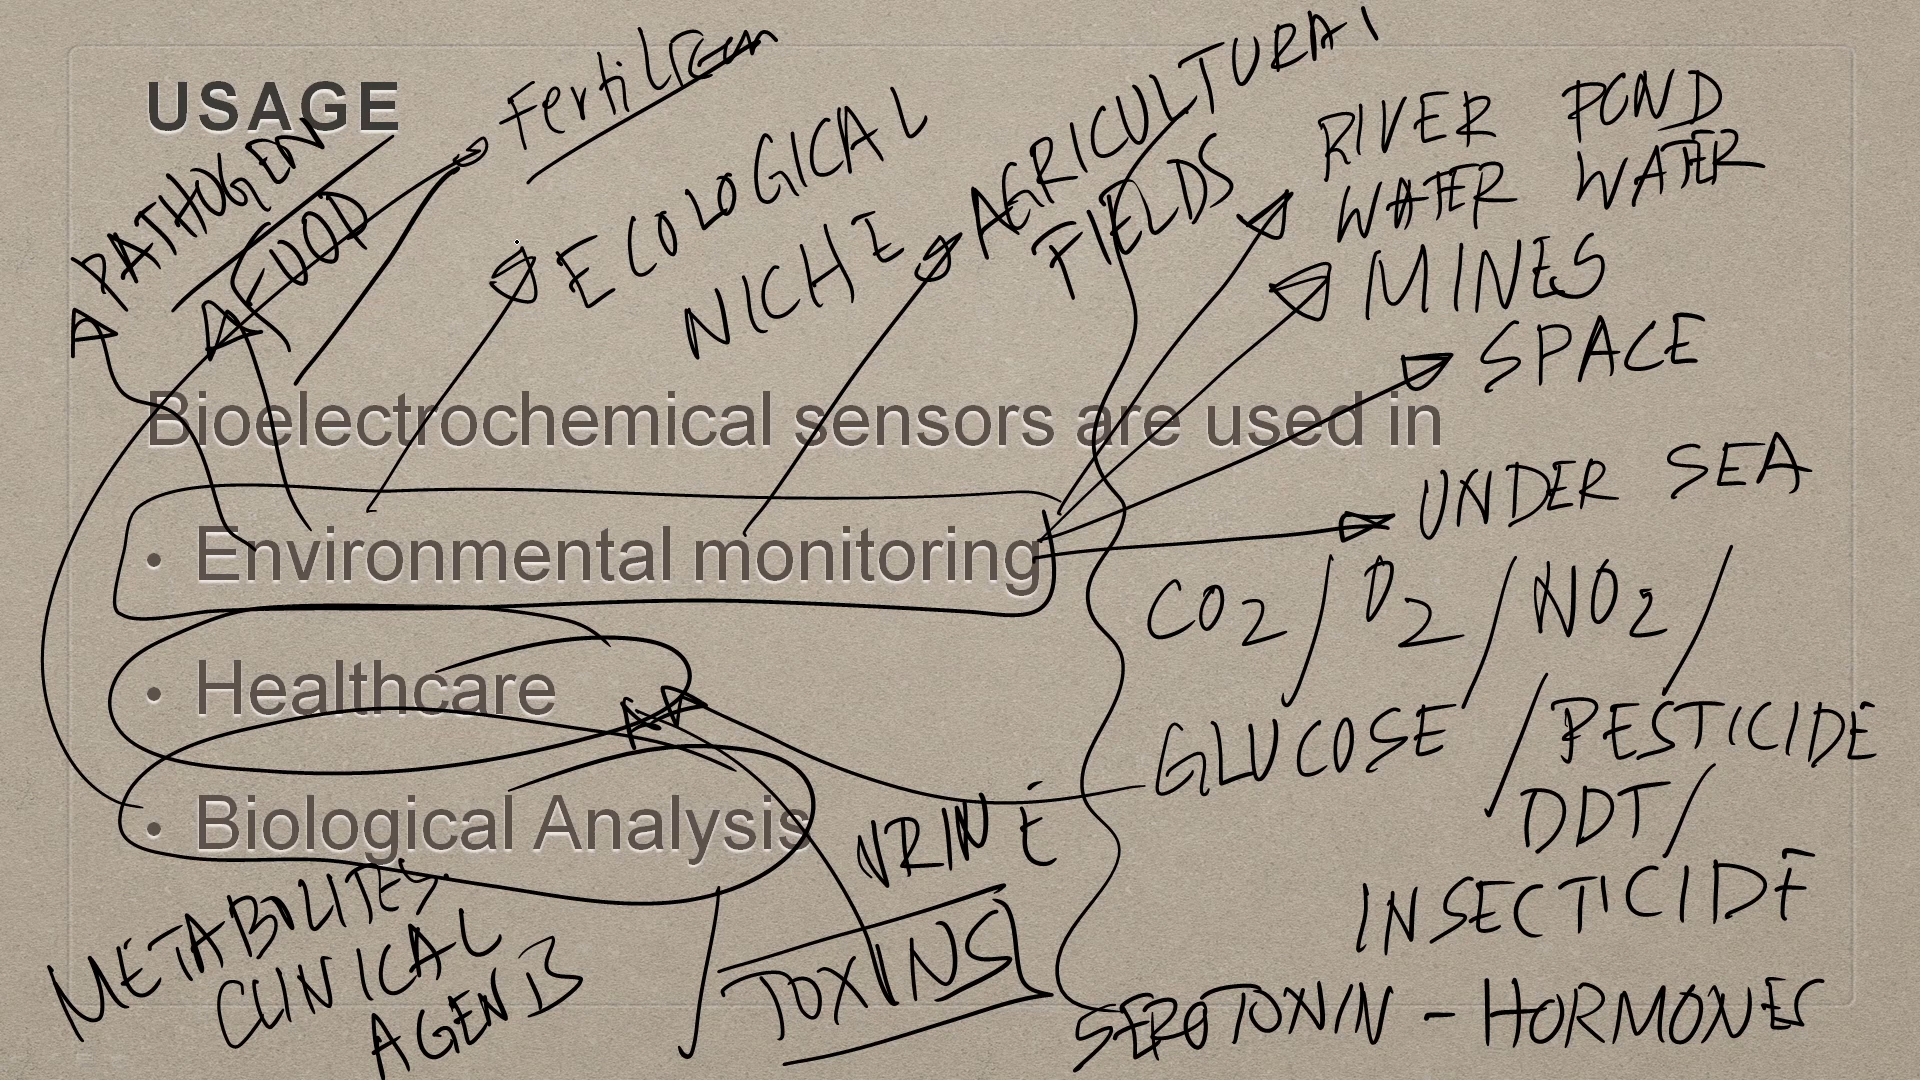 USAGE
Fertilizer
PATHOGEN
FOOD
ECOLOGICAL
NICHE
AGRICULTURAL
FIELDS
RIVER
WATER
POND
WATER
MINES
SPACE
UNDER SEA
Bioelectrochemical sensors are used in
• Environmental monitoring
• Healthcare
• Biological Analysis
CO2/O2/NO2/
GLUCOSE/PESTICIDE
DDT/
INSECTICIDE
SEROTONIN - HORMONES
URINE
TOXINS
METABOLITES
CLINICAL
AGENTS